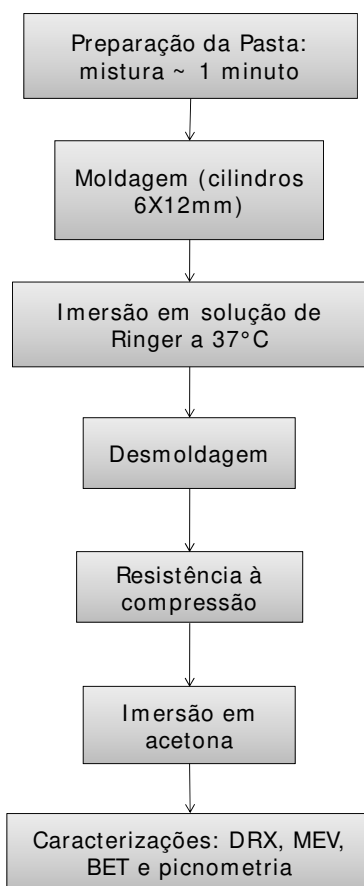 Preparação da Pasta:
mistura ~ 1 minuto
Moldagem (cilindros
6X12mm)
Imersão em solução de
Ringer a 37°C
Desmoldagem
Resistência à
compressão
Imersão em
acetona
Caracterizações: DRX, MEV,
BET e picnometria